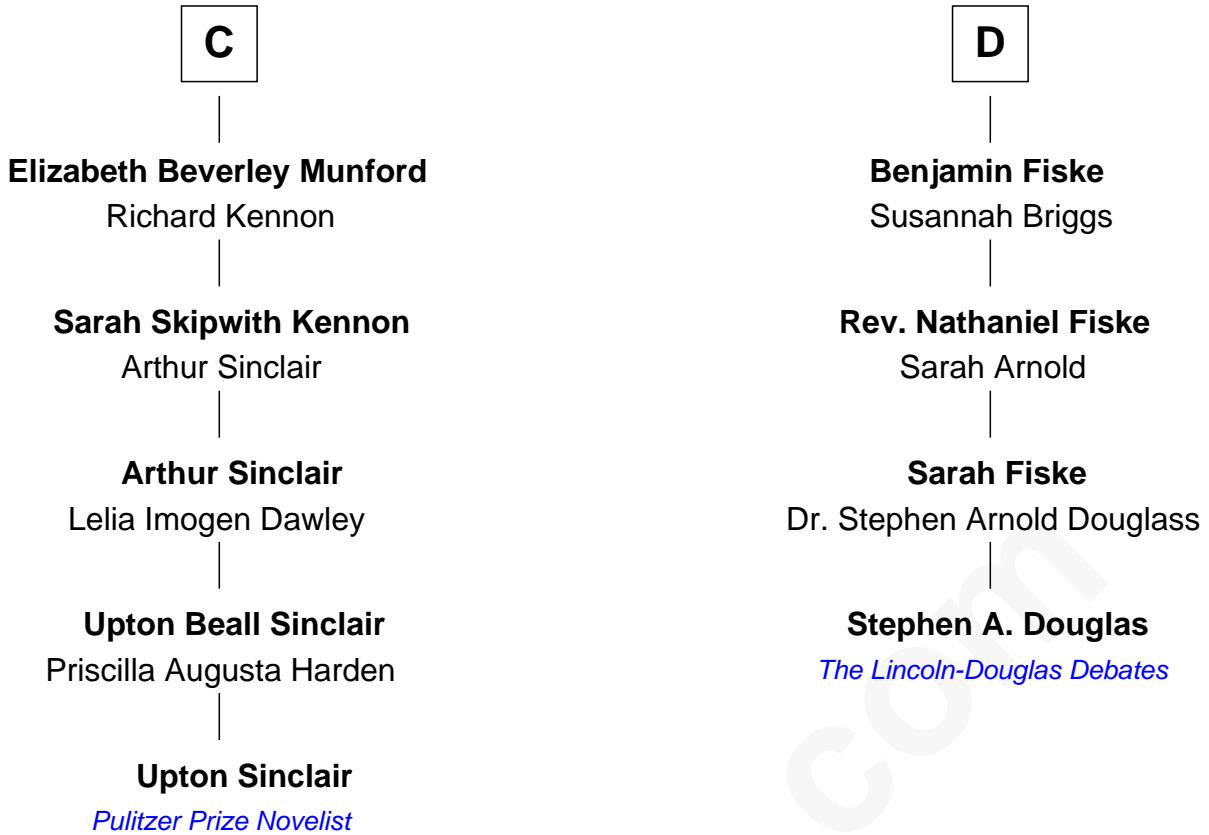 C
Elizabeth Beverley Munford
Richard Kennon
Sarah Skipwith Kennon
Arthur Sinclair
Arthur Sinclair
Lelia Imogen Dawley
Upton Beall Sinclair
Priscilla Augusta Harden
Upton Sinclair
Pulitzer Prize Novelist
D
Benjamin Fiske
Susannah Briggs
Rev. Nathaniel Fiske
Sarah Arnold
Sarah Fiske
Dr. Stephen Arnold Douglass
Stephen A. Douglas
The Lincoln-Douglas Debates
com